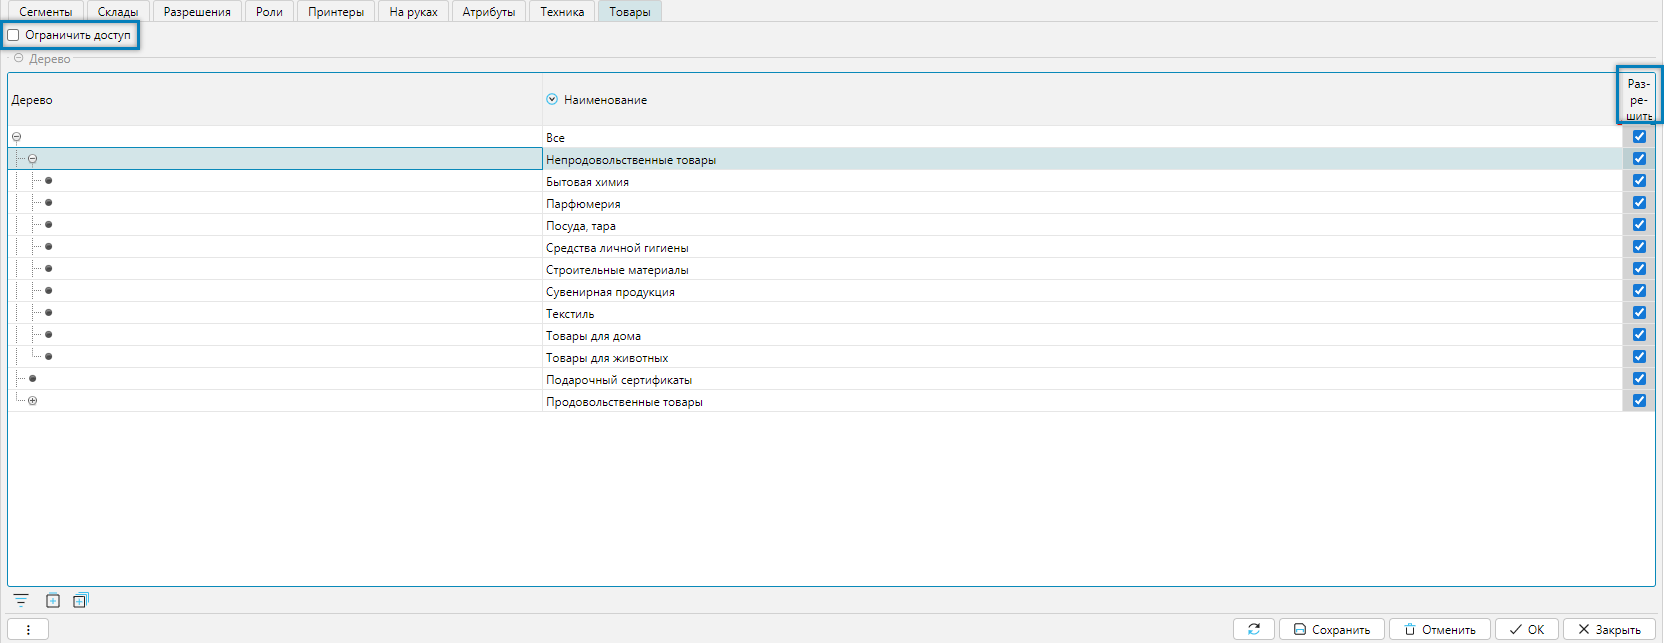 Сегменты Склады Разрешения Роли Принтеры На руках Атрибуты Техника Товары
Ограничить доступ
Дерево
Дерево Наименование Раз-
ре-
шить
Все
Непродовольственные товары
Бытовая химия
Парфюмерия
Посуда, тара
Средства личной гигиены
Строительные материалы
Сувенирная продукция
Текстиль
Товары для дома
Товары для животных
Подарочный сертификаты
Продовольственные товары
Сохранить Отменить OK Закрыть